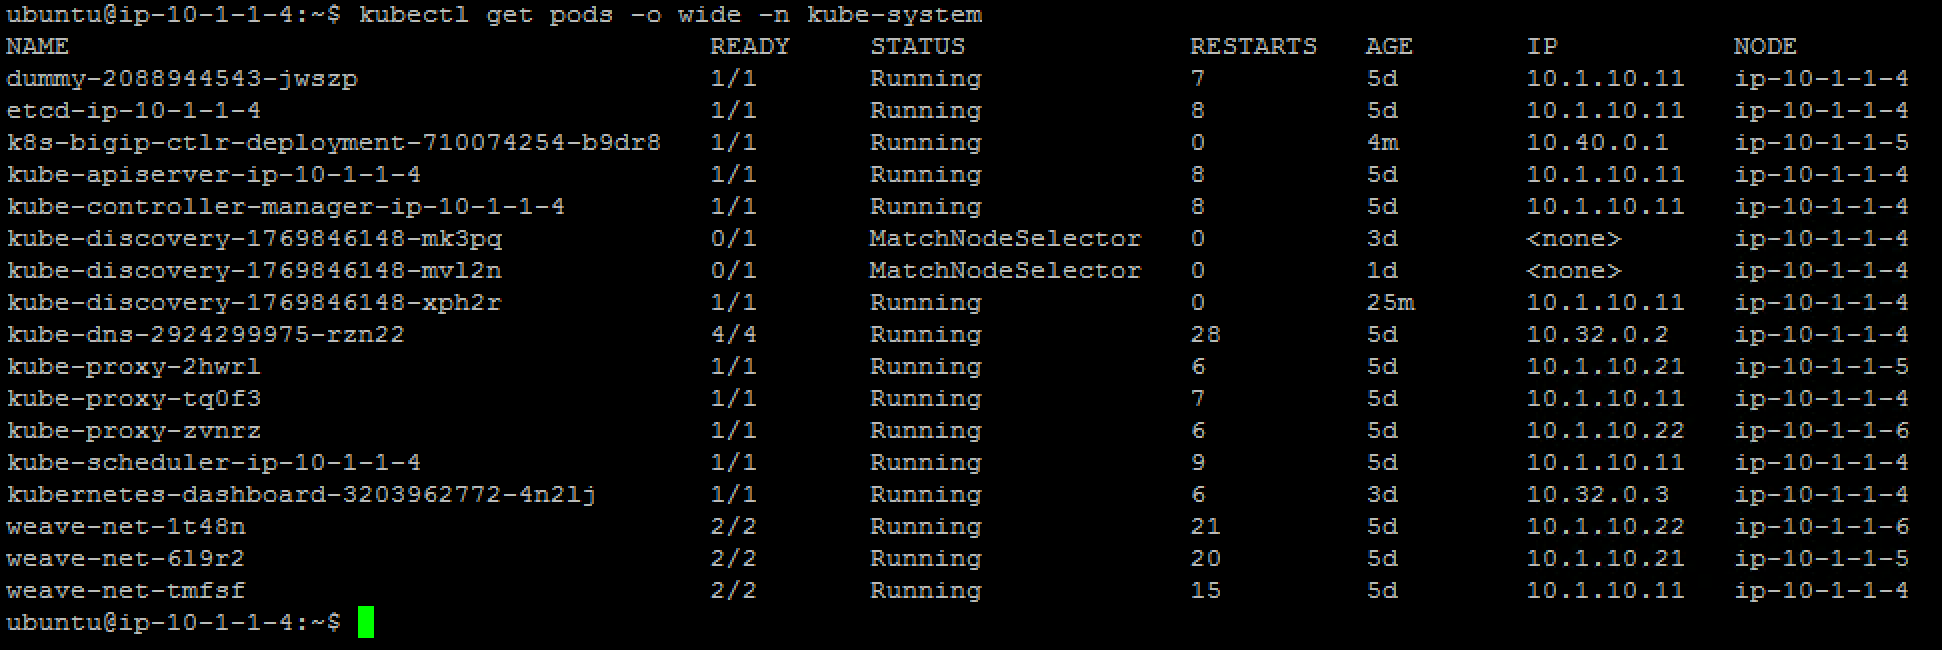 ubuntu@ip-10-1-1-4:~$ kubectl get pods -o wide -n kube-system
NAME READY STATUS RESTARTS AGE IP NODE
dummy-2088944543-jwszp 1/1 Running 7 5d 10.1.10.11 ip-10-1-1-4
etcd-ip-10-1-1-4 1/1 Running 8 5d 10.1.10.11 ip-10-1-1-4
k8s-bigip-ctlr-deployment-710074254-b9dr8 1/1 Running 0 4m 10.40.0.1 ip-10-1-1-5
kube-apiserver-ip-10-1-1-4 1/1 Running 8 5d 10.1.10.11 ip-10-1-1-4
kube-controller-manager-ip-10-1-1-4 1/1 Running 8 5d 10.1.10.11 ip-10-1-1-4
kube-discovery-1769846148-mk3pq 0/1 MatchNodeSelector 0 3d <none> ip-10-1-1-4
kube-discovery-1769846148-mvl2n 0/1 MatchNodeSelector 0 1d <none> ip-10-1-1-4
kube-discovery-1769846148-xph2r 1/1 Running 0 25m 10.1.10.11 ip-10-1-1-4
kube-dns-2924299975-rzn22 4/4 Running 28 5d 10.32.0.2 ip-10-1-1-4
kube-proxy-2hwrl 1/1 Running 6 5d 10.1.10.21 ip-10-1-1-5
kube-proxy-tq0f3 1/1 Running 7 5d 10.1.10.11 ip-10-1-1-4
kube-proxy-zvnrz 1/1 Running 6 5d 10.1.10.22 ip-10-1-1-6
kube-scheduler-ip-10-1-1-4 1/1 Running 9 5d 10.1.10.11 ip-10-1-1-4
kubernetes-dashboard-3203962772-4n2lj 1/1 Running 6 3d 10.32.0.3 ip-10-1-1-4
weave-net-1t48n 2/2 Running 21 5d 10.1.10.22 ip-10-1-1-6
weave-net-6l9r2 2/2 Running 20 5d 10.1.10.21 ip-10-1-1-5
weave-net-tmfsf 2/2 Running 15 5d 10.1.10.11 ip-10-1-1-4
ubuntu@ip-10-1-1-4:~$